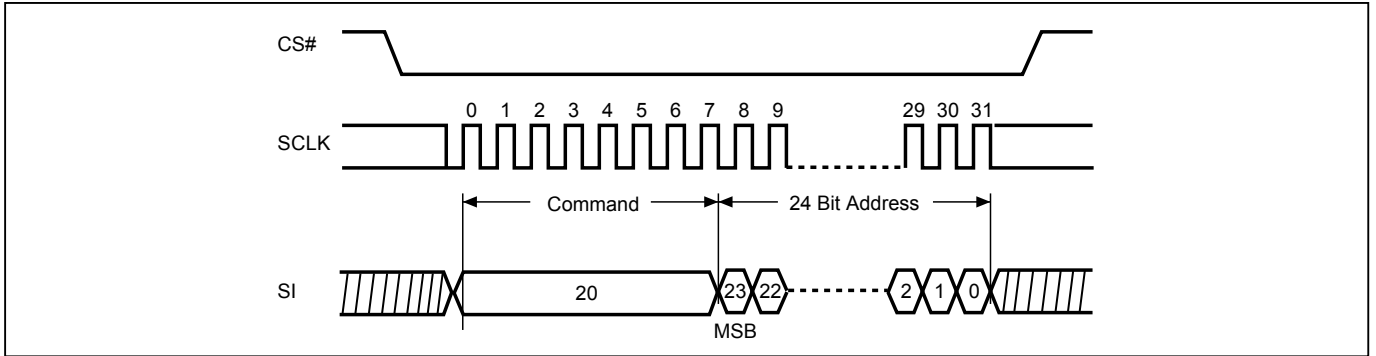 CS#
0 1 2 3 4 5 6 7 8 9 29 30 31
SCLK
Command 24 Bit Address
SI 20 23 22 2 1 0
MSB